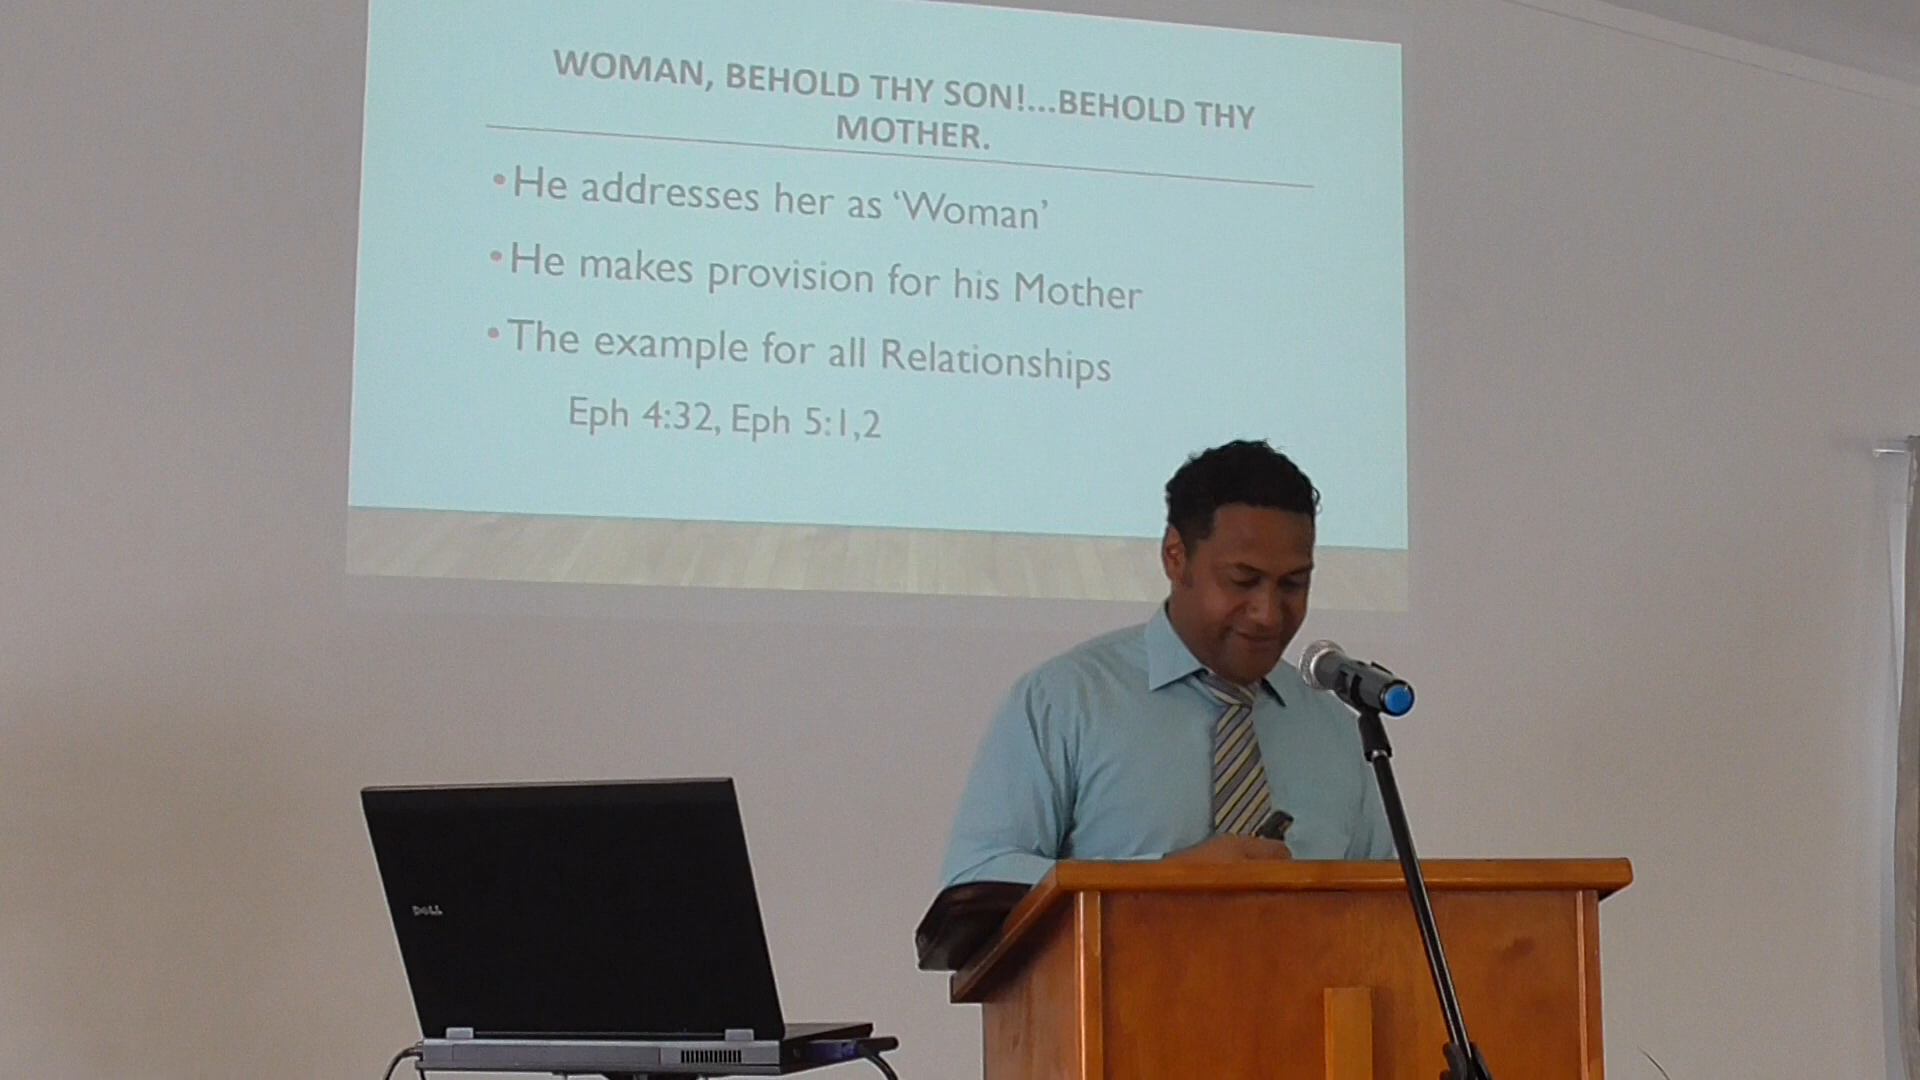 WOMAN, BEHOLD THY SON!...BEHOLD THY
MOTHER.
•He addresses her as ‘Woman’
•He makes provision for his Mother
•The example for all Relationships
Eph 4:32, Eph 5:1,2
DELL